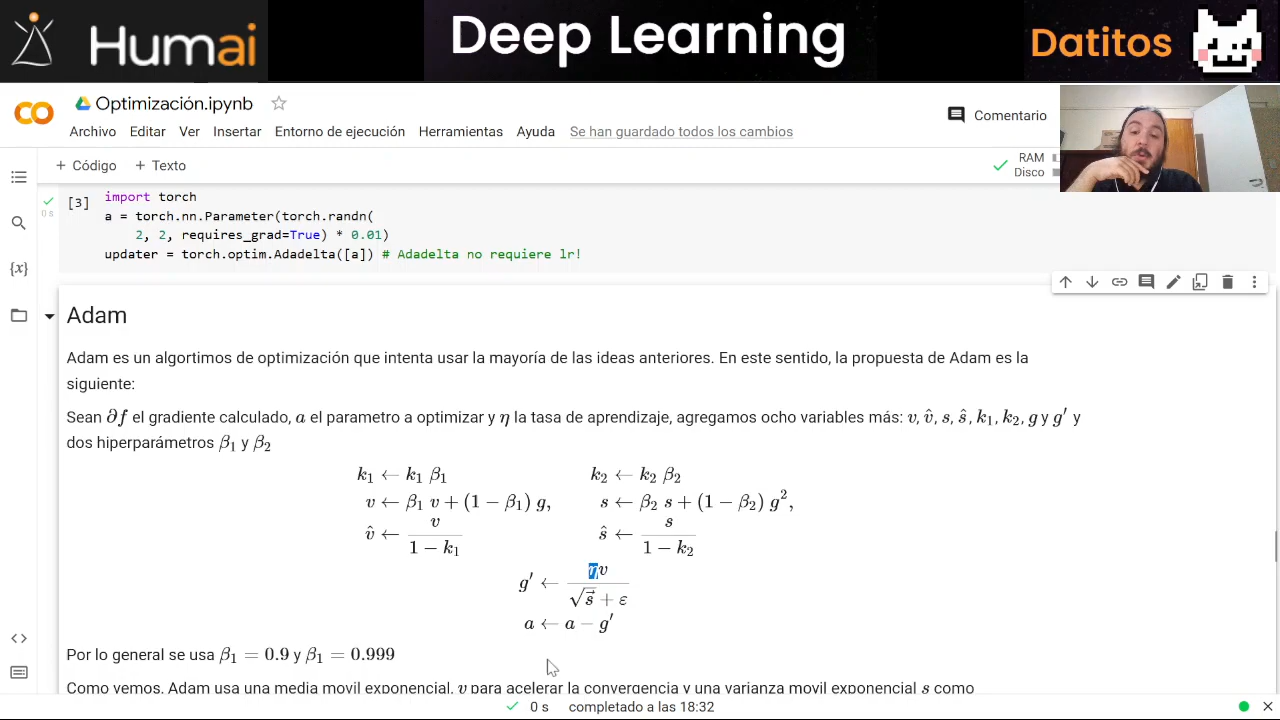 Humai
Deep Learning
Datitos
Optimización.ipynb
Comentario
Archivo Editar Ver Insertar Entorno de ejecución Herramientas Ayuda Se han guardado todos los cambios
+ Código + Texto
RAM
Disco
[3] import torch
0 s
a = torch.nn.Parameter(torch.randn(
2, 2, requires_grad=True) * 0.01)
updater = torch.optim.Adadelta([a]) # Adadelta no requiere lr!
{x}
Adam
Adam es un algortimos de optimización que intenta usar la mayoría de las ideas anteriores. En este sentido, la propuesta de Adam es la
siguiente:
Sean ∂f el gradiente calculado, a el parametro a optimizar y η la tasa de aprendizaje, agregamos ocho variables más: v, v̂, s, ŝ, k₁, k₂, g y g′ y
dos hiperparámetros β₁ y β₂
k₁ ← k₁ β₁ k₂ ← k₂ β₂
v ← β₁ v + (1 − β₁) g, s ← β₂ s + (1 − β₂) g²,
v̂ ← v / (1 − k₁) ŝ ← s / (1 − k₂)
g′ ← ηv / (√s⃗ + ε)
a ← a − g′
Por lo general se usa β₁ = 0.9 y β₁ = 0.999
Como vemos, Adam usa una media movil exponencial, v para acelerar la convergencia y una varianza movil exponencial s como
0 s completado a las 18:32